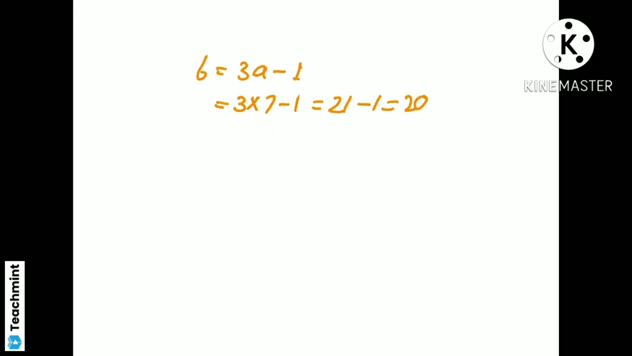 b = 3a - 1
= 3 x 7 - 1 = 21 - 1 = 20
K
KINEMASTER
Teachmint